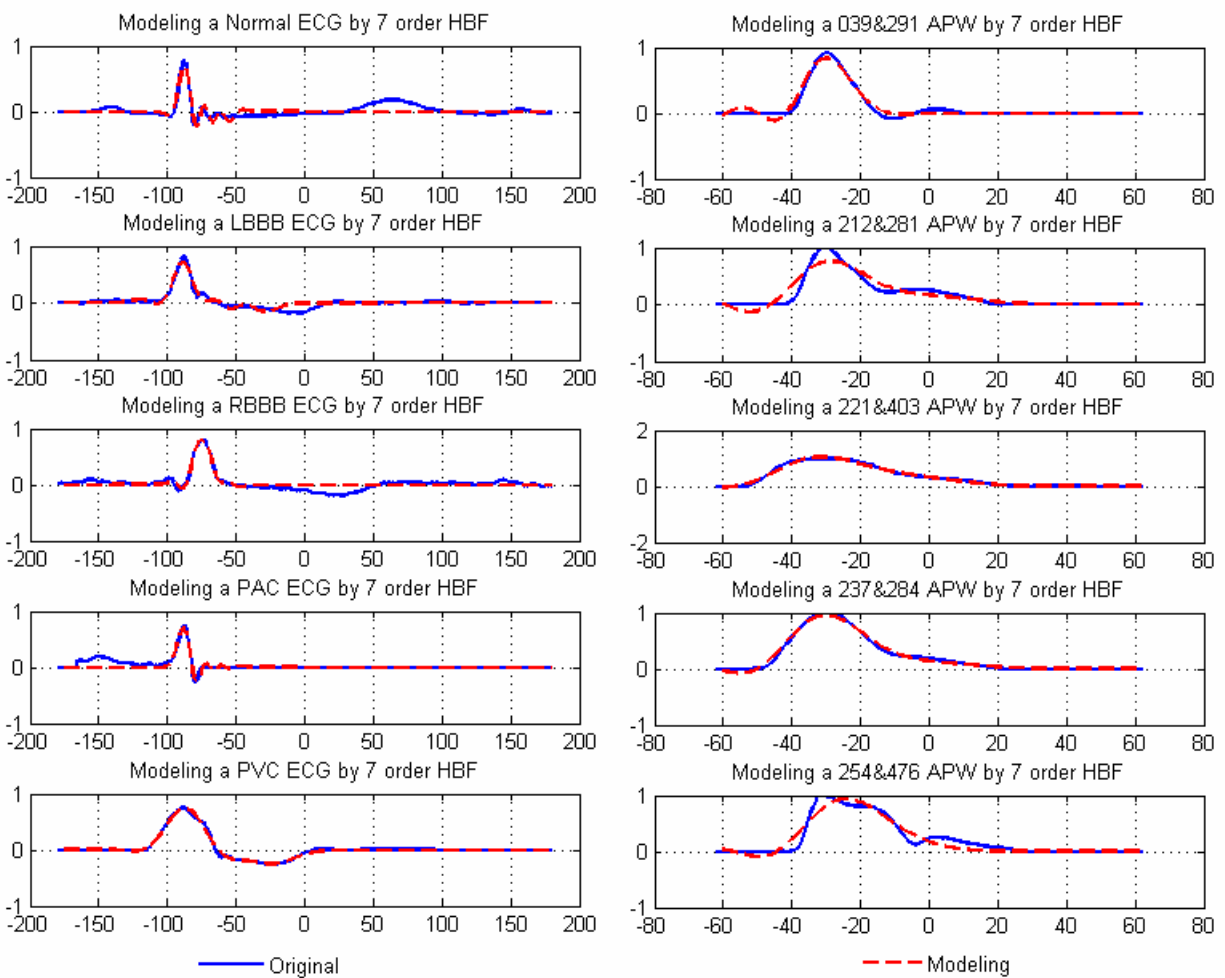 Modeling a Normal ECG by 7 order HBF
1
0
-1
-200 -150 -100 -50 0 50 100 150 200
Modeling a LBBB ECG by 7 order HBF
1
0
-1
-200 -150 -100 -50 0 50 100 150 200
Modeling a RBBB ECG by 7 order HBF
1
0
-1
-200 -150 -100 -50 0 50 100 150 200
Modeling a PAC ECG by 7 order HBF
1
0
-1
-200 -150 -100 -50 0 50 100 150 200
Modeling a PVC ECG by 7 order HBF
1
0
-1
-200 -150 -100 -50 0 50 100 150 200
Original
Modeling a 039&291 APW by 7 order HBF
1
0
-1
-80 -60 -40 -20 0 20 40 60 80
Modeling a 212&281 APW by 7 order HBF
1
0
-1
-80 -60 -40 -20 0 20 40 60 80
Modeling a 221&403 APW by 7 order HBF
2
0
-2
-80 -60 -40 -20 0 20 40 60 80
Modeling a 237&284 APW by 7 order HBF
1
0
-1
-80 -60 -40 -20 0 20 40 60 80
Modeling a 254&476 APW by 7 order HBF
1
0
-1
-80 -60 -40 -20 0 20 40 60 80
Modeling